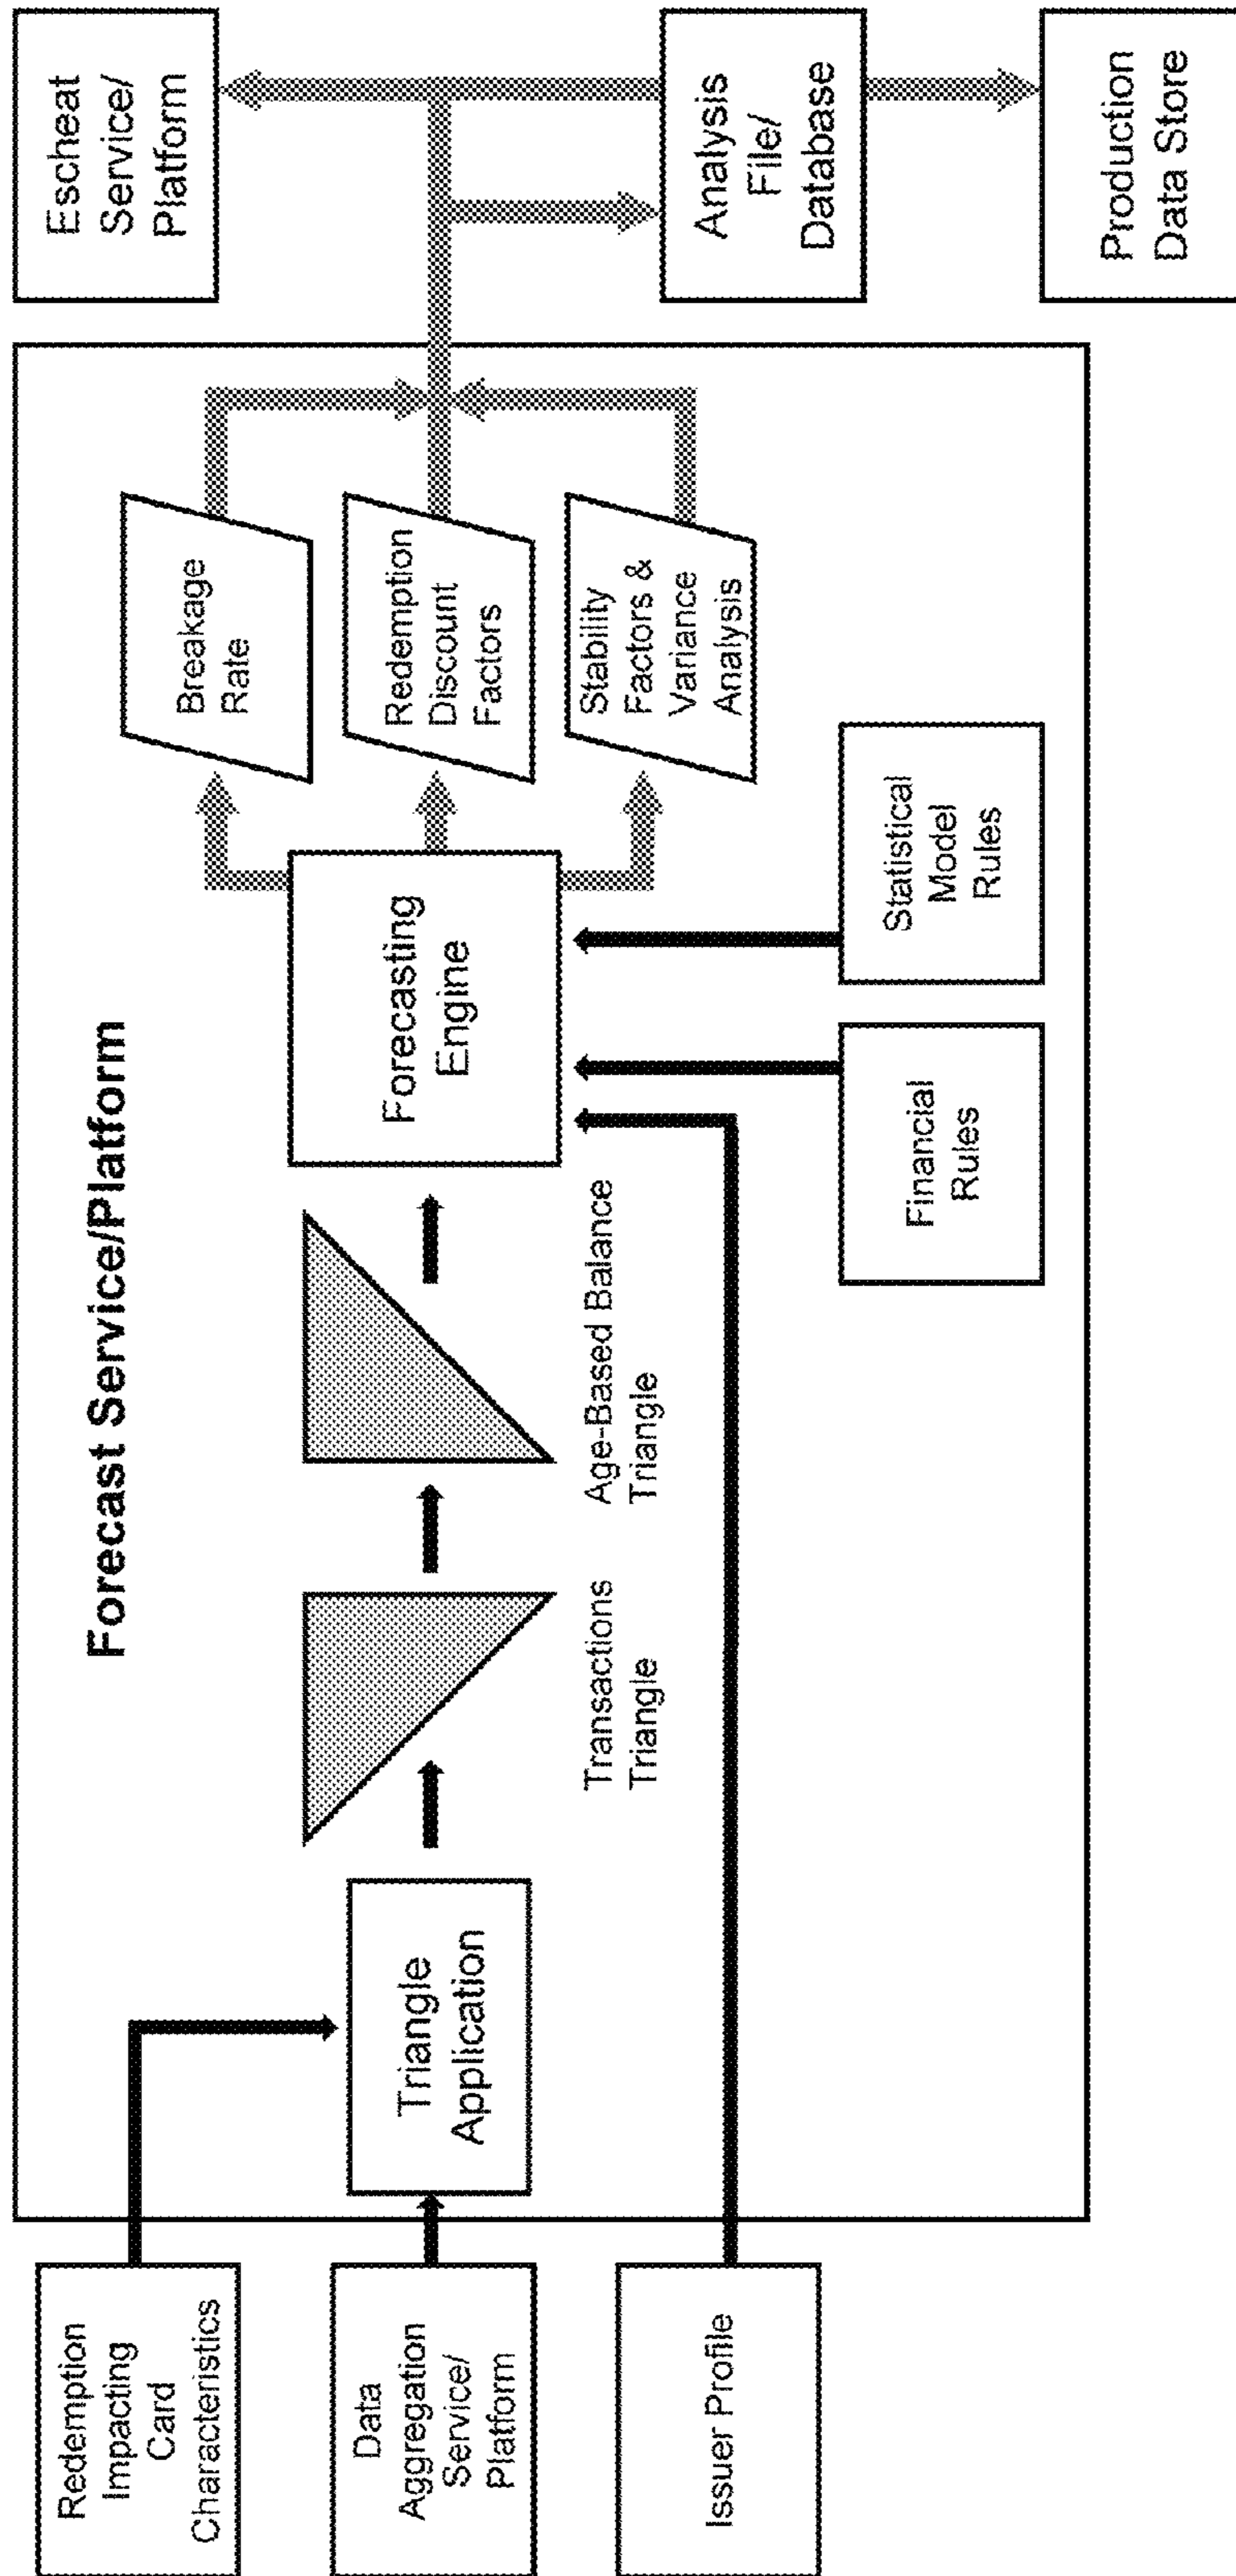 Forecast Service/Platform
Redemption
Impacting
Card
Characteristics
Data
Aggregation
Service/
Platform
Issuer Profile
Triangle
Application
Transactions
Triangle
Age-Based Balance
Triangle
Forecasting
Engine
Financial
Rules
Statistical
Model
Rules
Breakage
Rate
Redemption
Discount
Factors
Stability
Factors &
Variance
Analysis
Escheat
Service/
Platform
Analysis
File/
Database
Production
Data Store